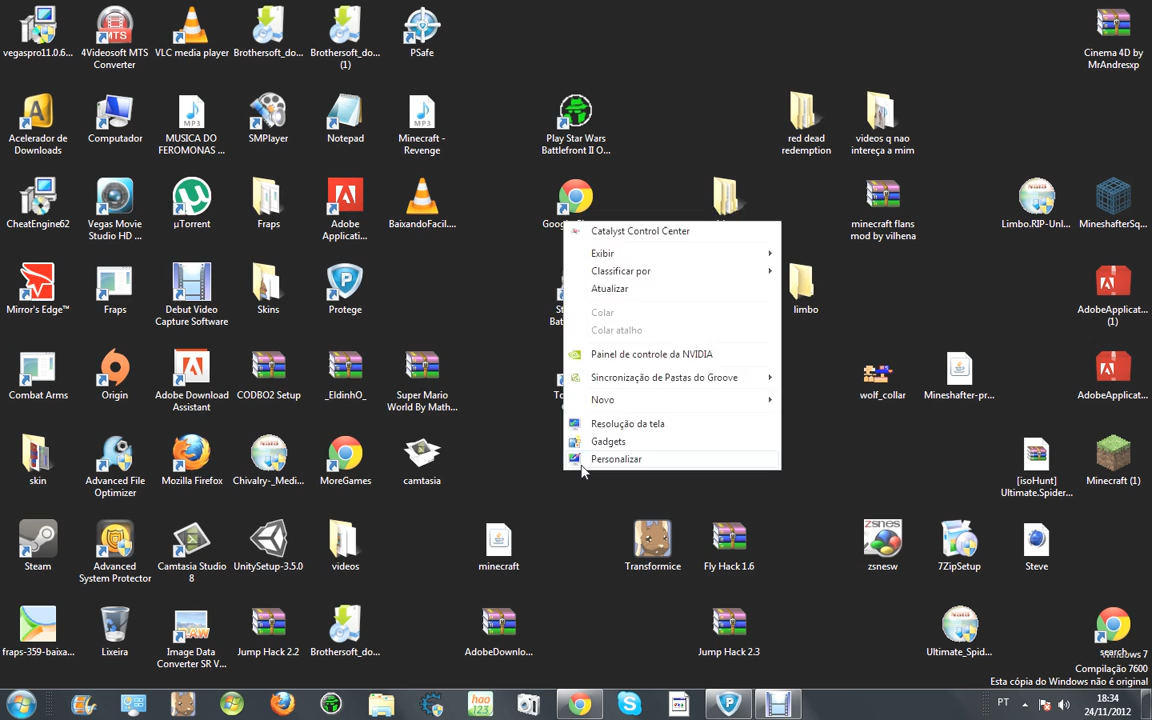 vegaspro11.0.6...
4Videosoft MTS
Converter
VLC media player
Brothersoft_do...
Brothersoft_do...
(1)
PSafe
Cinema 4D by
MrAndresxp
Acelerador de
Downloads
Computador
MUSICA DO
FEROMONAS ...
SMPlayer
Notepad
Minecraft -
Revenge
Play Star Wars
Battlefront II O...
red dead
redemption
videos q nao
intereça a mim
CheatEngine62
Vegas Movie
Studio HD ...
µTorrent
Fraps
Adobe
Applicati...
BaixandoFacil....
minecraft flans
mod by vilhena
Limbo.RIP-Unl...
MineshafterSq...
Catalyst Control Center
Exibir
Classificar por
Atualizar
Colar
Colar atalho
Painel de controle da NVIDIA
Sincronização de Pastas do Groove
Novo
Resolução da tela
Gadgets
Personalizar
Mirror's Edge™
Fraps
Debut Video
Capture Software
Skins
Protege
limbo
AdobeApplicat...
(1)
Combat Arms
Origin
Adobe Download
Assistant
CODBO2 Setup
_EldinhO_
Super Mario
World By Math...
wolf_collar
Mineshafter-pr...
AdobeApplicat...
skin
Advanced File
Optimizer
Mozilla Firefox
Chivalry-_Medi...
MoreGames
camtasia
[isoHunt]
Ultimate.Spider...
Minecraft (1)
Steam
Advanced
System Protector
Camtasia Studio
8
UnitySetup-3.5.0
videos
minecraft
Transformice
Fly Hack 1.6
zsnesw
7ZipSetup
Steve
fraps-359-baixa...
Lixeira
Image Data
Converter SR V...
Jump Hack 2.2
Brothersoft_do...
AdobeDownlo...
Jump Hack 2.3
Ultimate_Spid...
search
Windows 7
Compilação 7600
Esta cópia do Windows não é original
hao
123
PT
18:34
24/11/2012